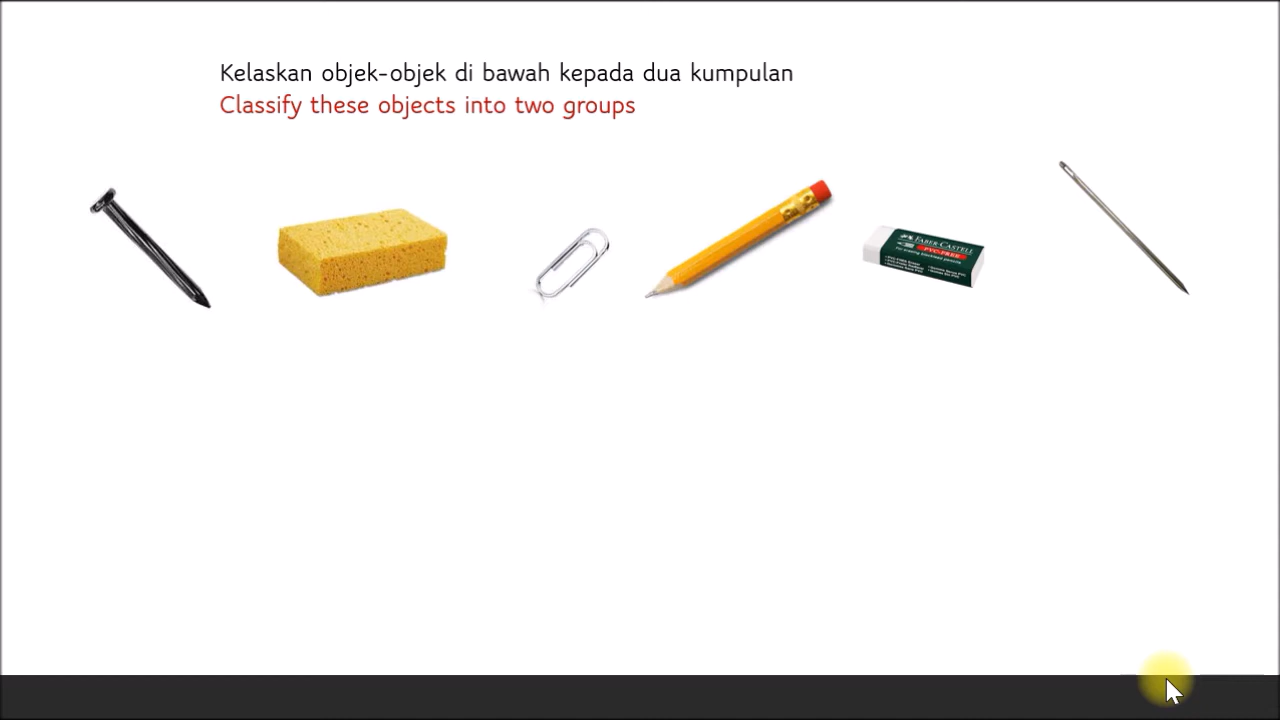 Kelaskan objek-objek di bawah kepada dua kumpulan
Classify these objects into two groups
FABER-CASTELL
PVC-FREE